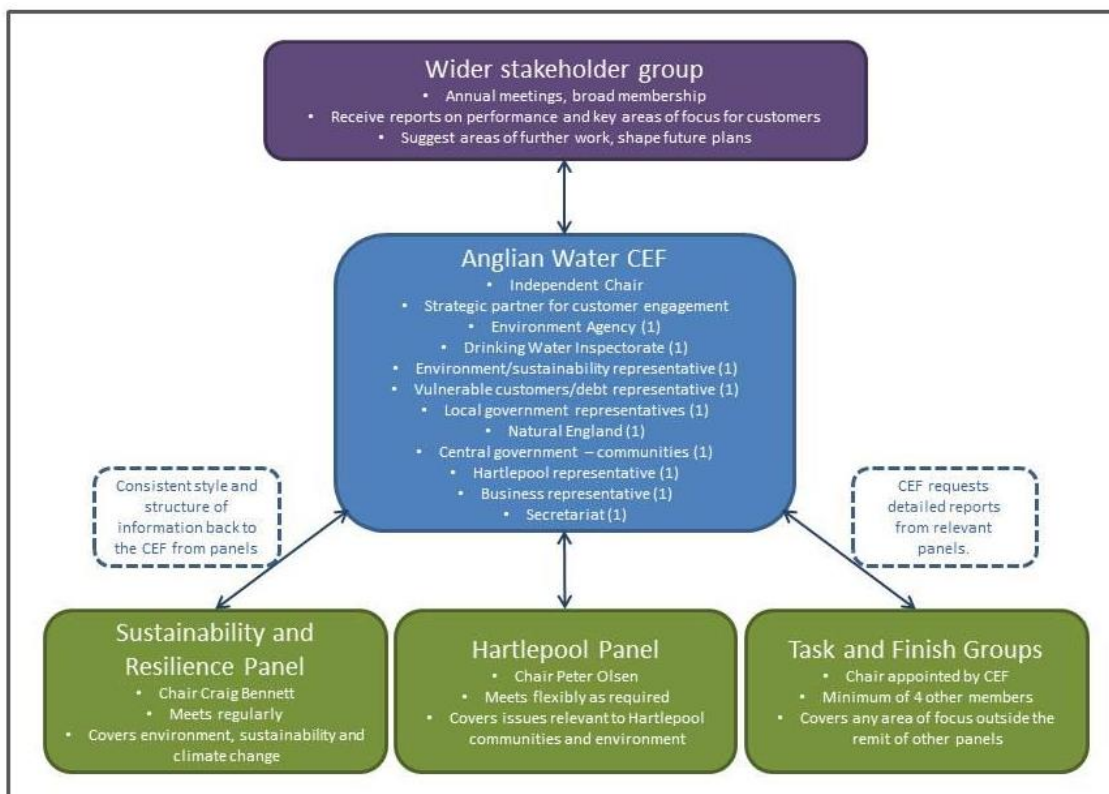 Wider stakeholder group
• Annual meetings, broad membership
• Receive reports on performance and key areas of focus for customers
• Suggest areas of further work, shape future plans
Anglian Water CEF
• Independent Chair
• Strategic partner for customer engagement
• Environment Agency (1)
• Drinking Water Inspectorate (1)
• Environment/sustainability representative (1)
• Vulnerable customers/debt representative (1)
• Local government representatives (1)
• Natural England (1)
• Central government – communities (1)
• Hartlepool representative (1)
• Business representative (1)
• Secretariat (1)
Consistent style and
structure of
information back to
the CEF from panels
CEF requests
detailed reports
from relevant
panels.
Sustainability and
Resilience Panel
• Chair Craig Bennett
• Meets regularly
• Covers environment, sustainability and
climate change
Hartlepool Panel
• Chair Peter Olsen
• Meets flexibly as required
• Covers issues relevant to Hartlepool
communities and environment
Task and Finish Groups
• Chair appointed by CEF
• Minimum of 4 other members
• Covers any area of focus outside the
remit of other panels